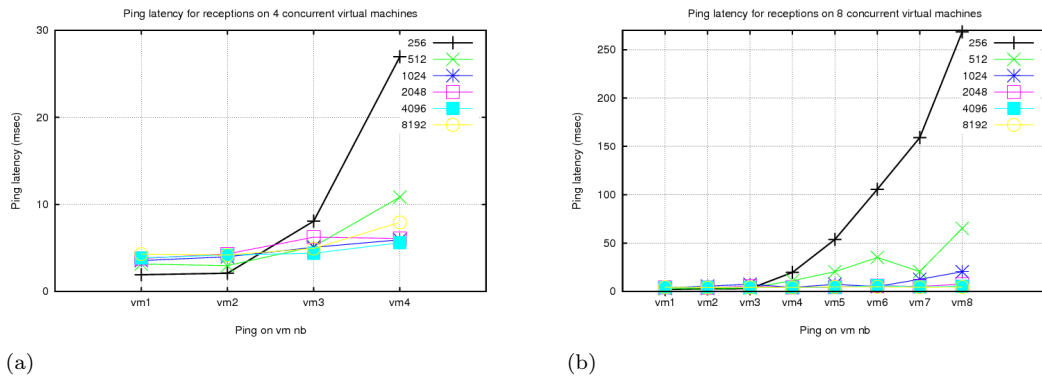 Ping latency for receptions on 4 concurrent virtual machines
30
20
10
0
Ping latency (msec)
256
512
1024
2048
4096
8192
vm1 vm2 vm3 vm4
Ping on vm nb
(a)
Ping latency for receptions on 8 concurrent virtual machines
250
200
150
100
50
0
Ping latency (msec)
256
512
1024
2048
4096
8192
vm1 vm2 vm3 vm4 vm5 vm6 vm7 vm8
Ping on vm nb
(b)